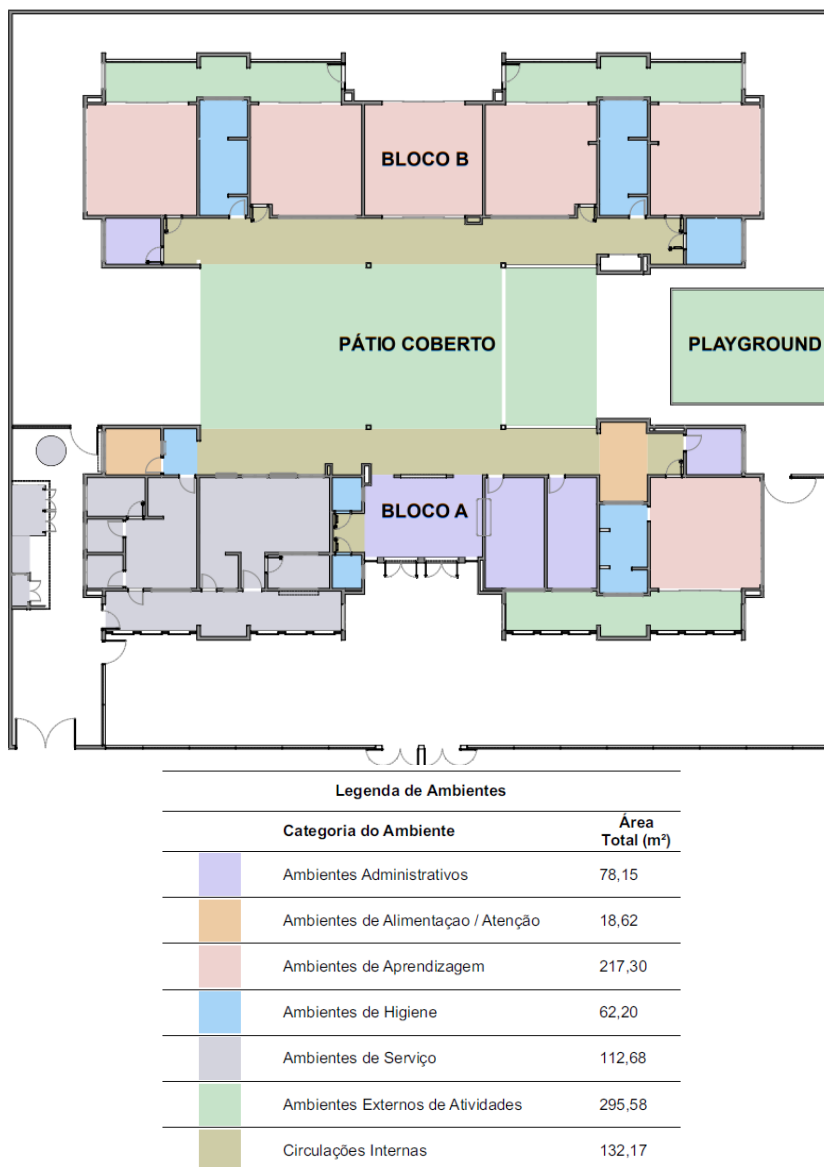 BLOCO B
PÁTIO COBERTO
PLAYGROUND
BLOCO A
Legenda de Ambientes
Categoria do Ambiente Área Total (m²)
Ambientes Administrativos 78,15
Ambientes de Alimentaçao / Atenção 18,62
Ambientes de Aprendizagem 217,30
Ambientes de Higiene 62,20
Ambientes de Serviço 112,68
Ambientes Externos de Atividades 295,58
Circulações Internas 132,17